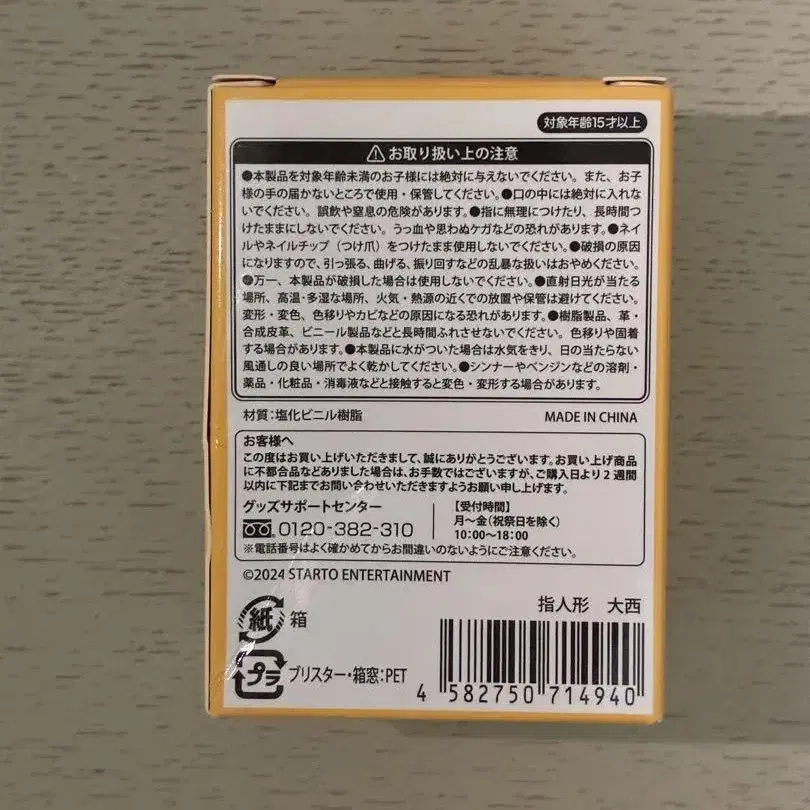 対象年齢15才以上
お取り扱い上の注意
●本製品を対象年齢未満のお子様には絶対に与えないでください。また、お子
様の手の届かないところで使用・保管してください。●口の中には絶対に入れな
いでください。誤飲や窒息の危険があります。●指に無理につけたり、長時間つ
けたままにしないでください。うっ血や思わぬケガなどの恐れがあります。●ネイ
ルやネイルチップ（つけ爪）をつけたまま使用しないでください。●破損の原因
になりますので、引っ張る、曲げる、振り回すなどの乱暴な扱いはおやめください。
●万一、本製品が破損した場合は使用しないでください。●直射日光が当たる
場所、高温・多湿な場所、火気・熱源の近くでの放置や保管は避けてください。
変形・変色、色移りやカビなどの原因になる恐れがあります。●樹脂製品、革・
合成皮革、ビニール製品などと長時間ふれさせないでください。色移りや固着
する場合があります。●本製品に水がついた場合は水気をきり、日の当たらない
風通しの良い場所でよく乾かしてください。●シンナーやベンジンなどの溶剤・
薬品・化粧品・消毒液などと接触すると変色・変形する場合があります。
材質：塩化ビニル樹脂 MADE IN CHINA
お客様へ
この度はお買い上げいただきまして、誠にありがとうございます。お買い上げ商品
に不都合品などありました場合は、お手数ではございますが、ご購入日より2週間
以内に下記までお問い合わせいただきますようお願い申し上げます。
グッズサポートセンター
0120-382-310
【受付時間】
月～金（祝祭日を除く）
10:00～18:00
※電話番号はよく確かめてからお間違いのないようにご注意ください。
©2024 STARTO ENTERTAINMENT
指人形 大西
紙 箱
プラ ブリスター・箱窓：PET
4 582750 714940